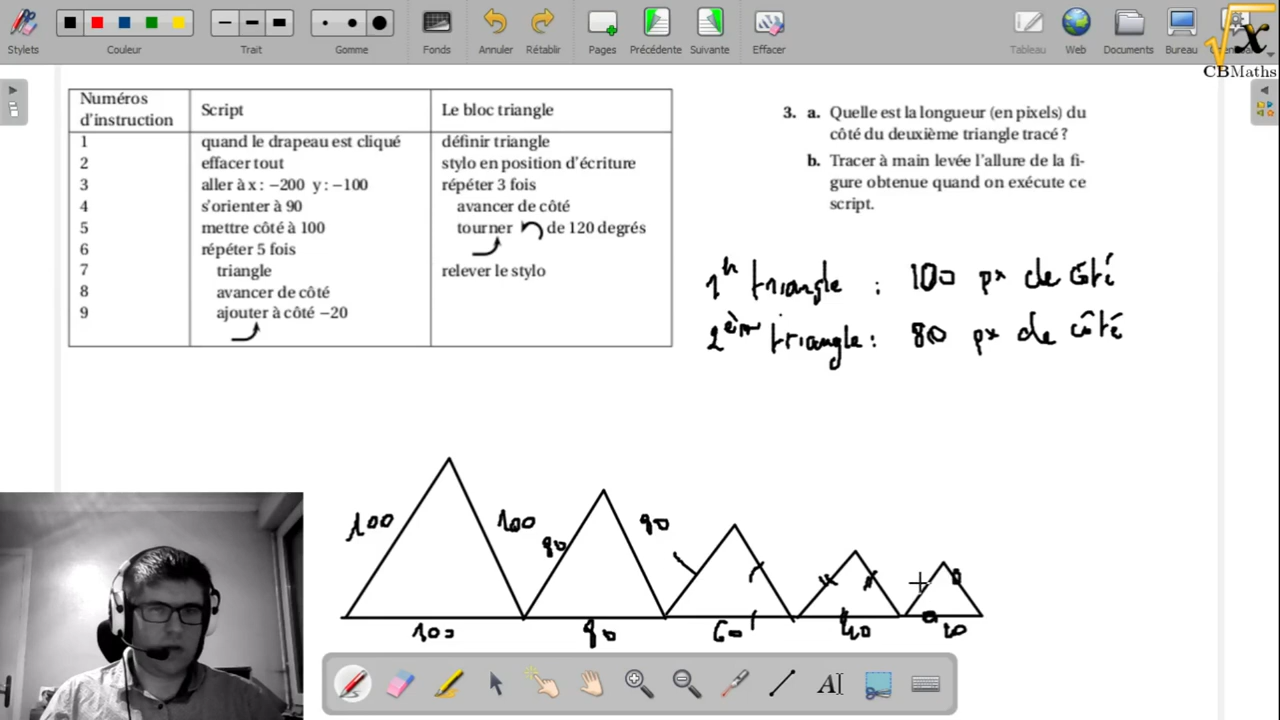 Stylets Couleur Trait Gomme Fonds Annuler Rétablir Pages Précédente Suivante Effacer Tableau Web Documents Bureau
CBMaths
Numéros d'instruction Script Le bloc triangle
1 quand le drapeau est cliqué définir triangle
2 effacer tout stylo en position d'écriture
3 aller à x : −200 y : −100 répéter 3 fois
4 s'orienter à 90 avancer de côté
5 mettre côté à 100 tourner de 120 degrés
6 répéter 5 fois
7 triangle relever le stylo
8 avancer de côté
9 ajouter à côté −20
3. a. Quelle est la longueur (en pixels) du
côté du deuxième triangle tracé ?
b. Tracer à main levée l'allure de la fi-
gure obtenue quand on exécute ce
script.
triangle : 100 px de côté
2ème triangle : 80 px de côté
100 100 80 80
100 80 60 40 20
AI